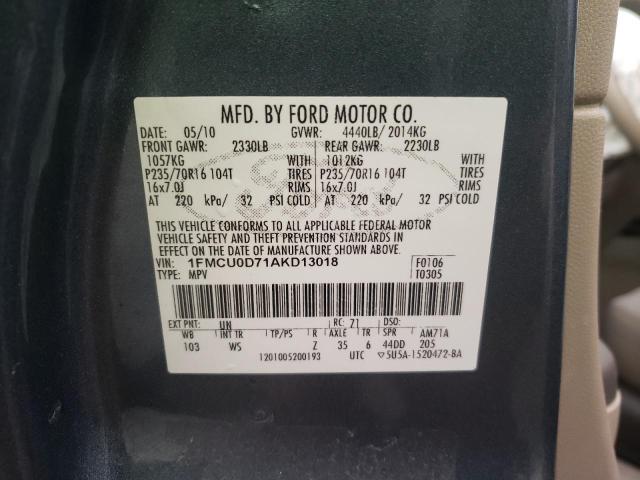 MFD. BY FORD MOTOR CO.
DATE: 05/10 GVWR: 4440LB/ 2014KG
FRONT GAWR: 2330LB REAR GAWR: 2230LB
1057KG WITH 1012KG WITH
P235/70R16 104T TIRES P235/70R16 104T TIRES
16x7.0J RIMS 16x7.0J RIMS
AT 220 kPa/ 32 PSI COLD AT 220 kPa/ 32 PSI COLD
THIS VEHICLE CONFORMS TO ALL APPLICABLE FEDERAL MOTOR
VEHICLE SAFETY AND THEFT PREVENTION STANDARDS IN
EFFECT ON THE DATE OF MANUFACTURE SHOWN ABOVE.
VIN: 1FMCU0D71AKD13018 F0106
TYPE: MPV T0305
EXT PNT: UN RC: 71 DSO:
WB INT TR TP/PS R AXLE TR SPR AM71A
103 WS Z 35 6 44DD 205
1201005200193 UTC ▽5U5A-1520472-BA